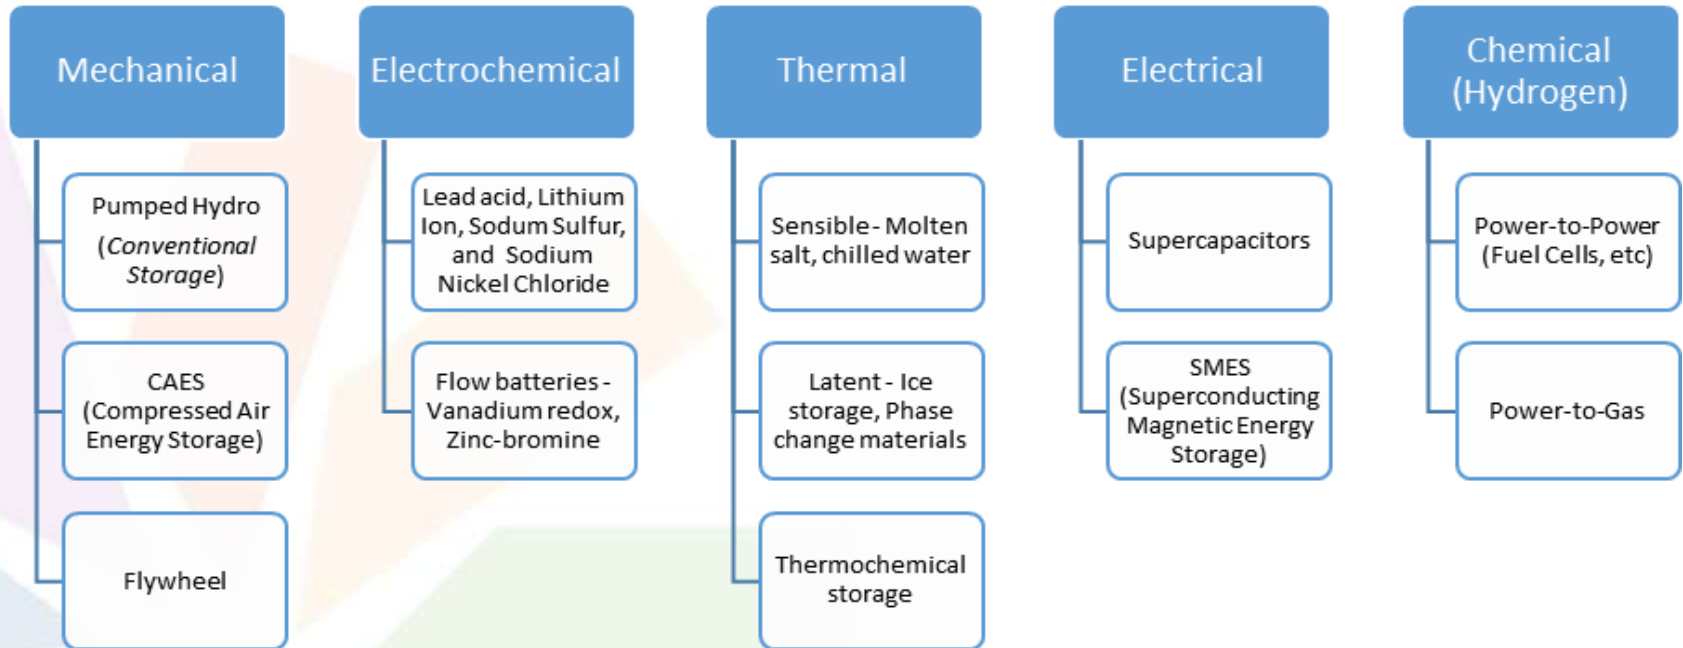 Mechanical
Pumped Hydro
(Conventional
Storage)
CAES
(Compressed Air
Energy Storage)
Flywheel
Electrochemical
Lead acid, Lithium
Ion, Sodum Sulfur,
and Sodium
Nickel Chloride
Flow batteries -
Vanadium redox,
Zinc-bromine
Thermal
Sensible - Molten
salt, chilled water
Latent - Ice
storage, Phase
change materials
Thermochemical
storage
Electrical
Supercapacitors
SMES
(Superconducting
Magnetic Energy
Storage)
Chemical
(Hydrogen)
Power-to-Power
(Fuel Cells, etc)
Power-to-Gas